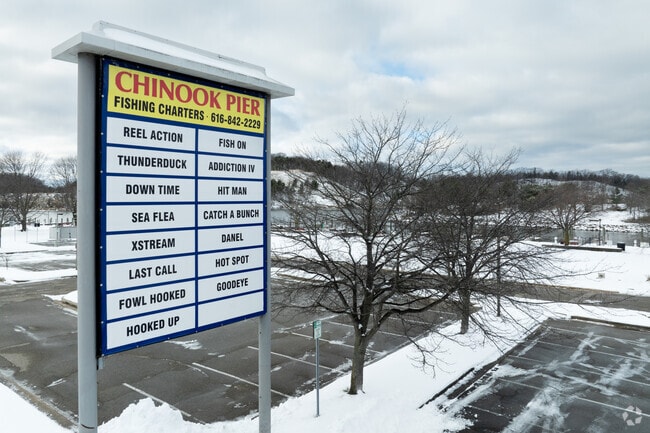 CHINOOK PIER
FISHING CHARTERS · 616-842-2229
REEL ACTION
THUNDERDUCK
DOWN TIME
SEA FLEA
XSTREAM
LAST CALL
FOWL HOOKED
HOOKED UP
FISH ON
ADDICTION IV
HIT MAN
CATCH A BUNCH
DANEL
HOT SPOT
GOODEYE